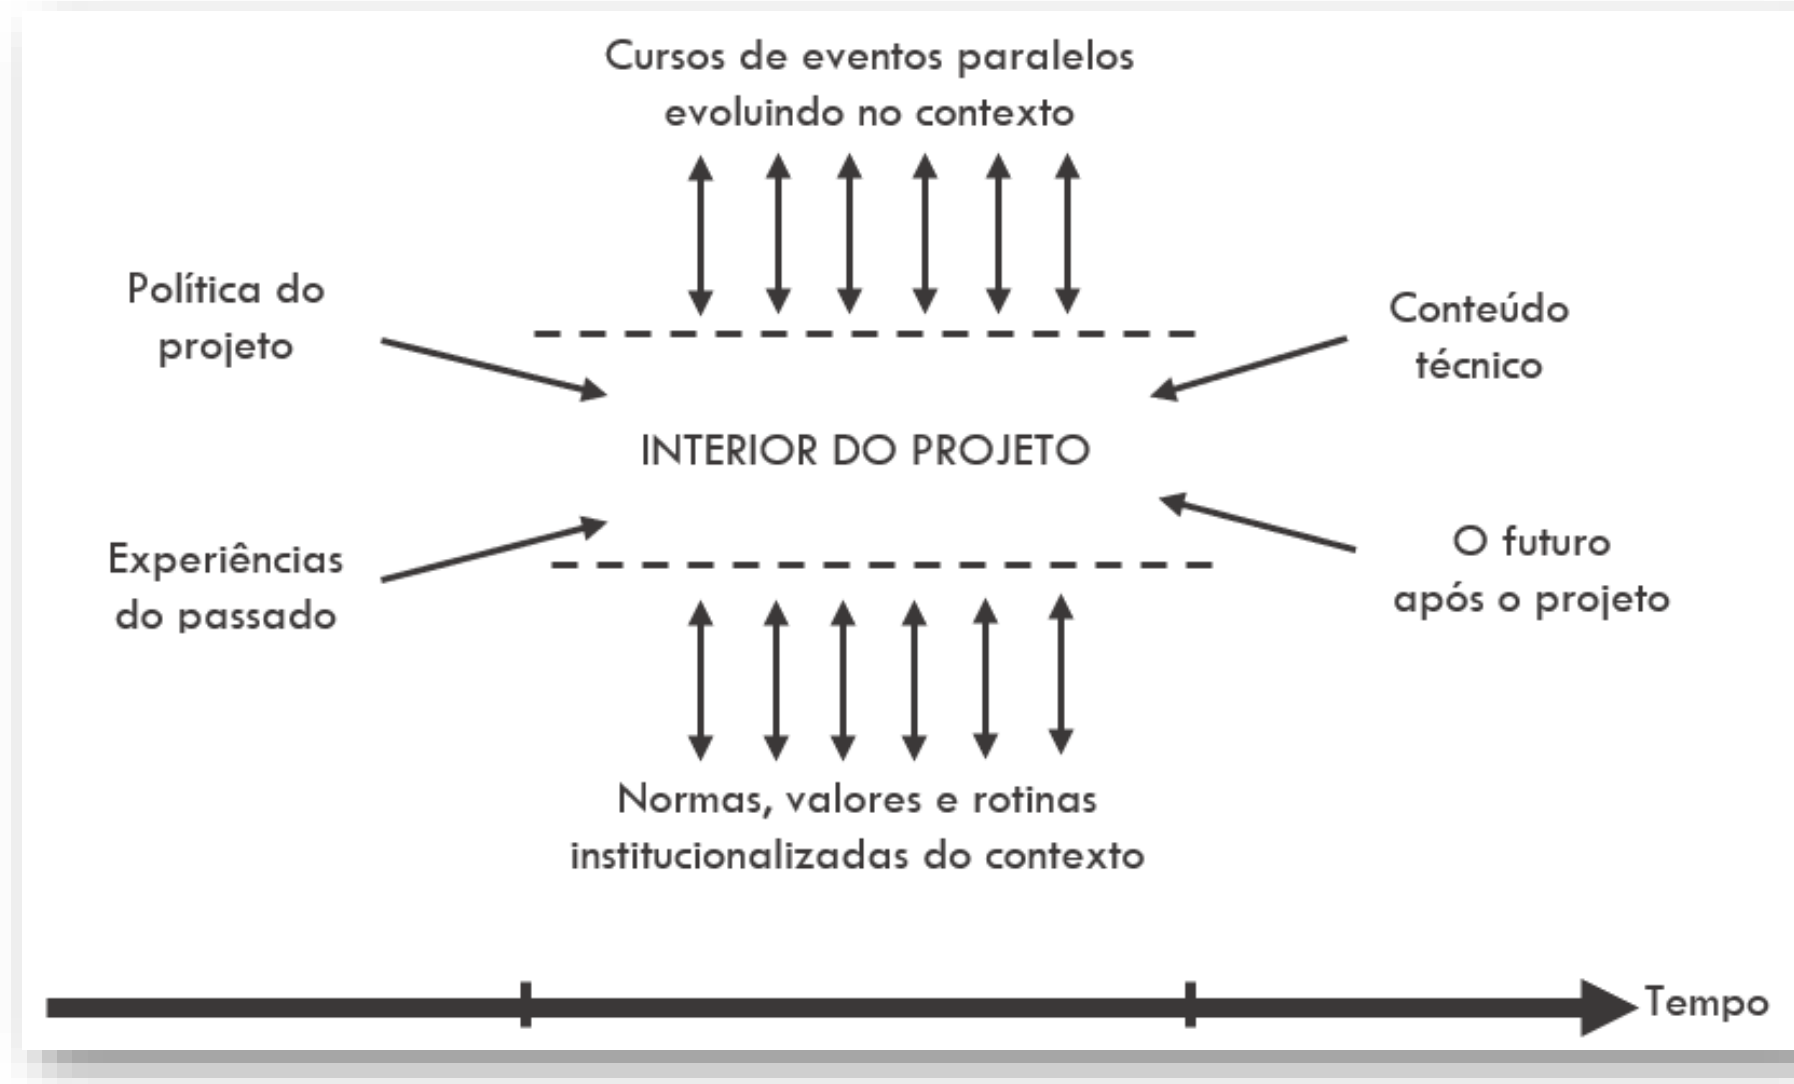 Cursos de eventos paralelos
evoluindo no contexto
Política do
projeto
Conteúdo
técnico
INTERIOR DO PROJETO
Experiências
do passado
O futuro
após o projeto
Normas, valores e rotinas
institucionalizadas do contexto
Tempo